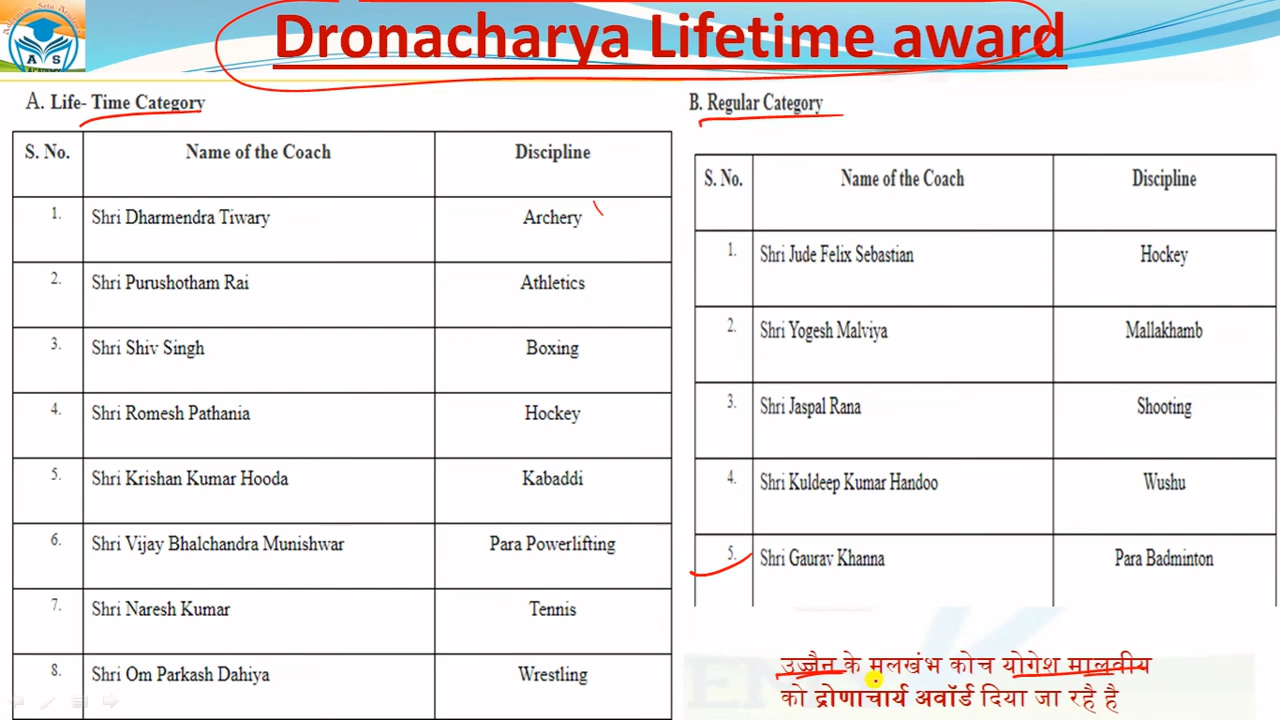 Dronacharya Lifetime award
A. Life- Time Category
S. No. Name of the Coach Discipline
1. Shri Dharmendra Tiwary Archery
2. Shri Purushotham Rai Athletics
3. Shri Shiv Singh Boxing
4. Shri Romesh Pathania Hockey
5. Shri Krishan Kumar Hooda Kabaddi
6. Shri Vijay Bhalchandra Munishwar Para Powerlifting
7. Shri Naresh Kumar Tennis
8. Shri Om Parkash Dahiya Wrestling
B. Regular Category
S. No. Name of the Coach Discipline
1. Shri Jude Felix Sebastian Hockey
2. Shri Yogesh Malviya Mallakhamb
3. Shri Jaspal Rana Shooting
4. Shri Kuldeep Kumar Handoo Wushu
5. Shri Gaurav Khanna Para Badminton
उज्जैन के मलखंभ कोच योगेश मालवीय
को द्रोणाचार्य अवॉर्ड दिया जा रहै है
A S
ACADEMY